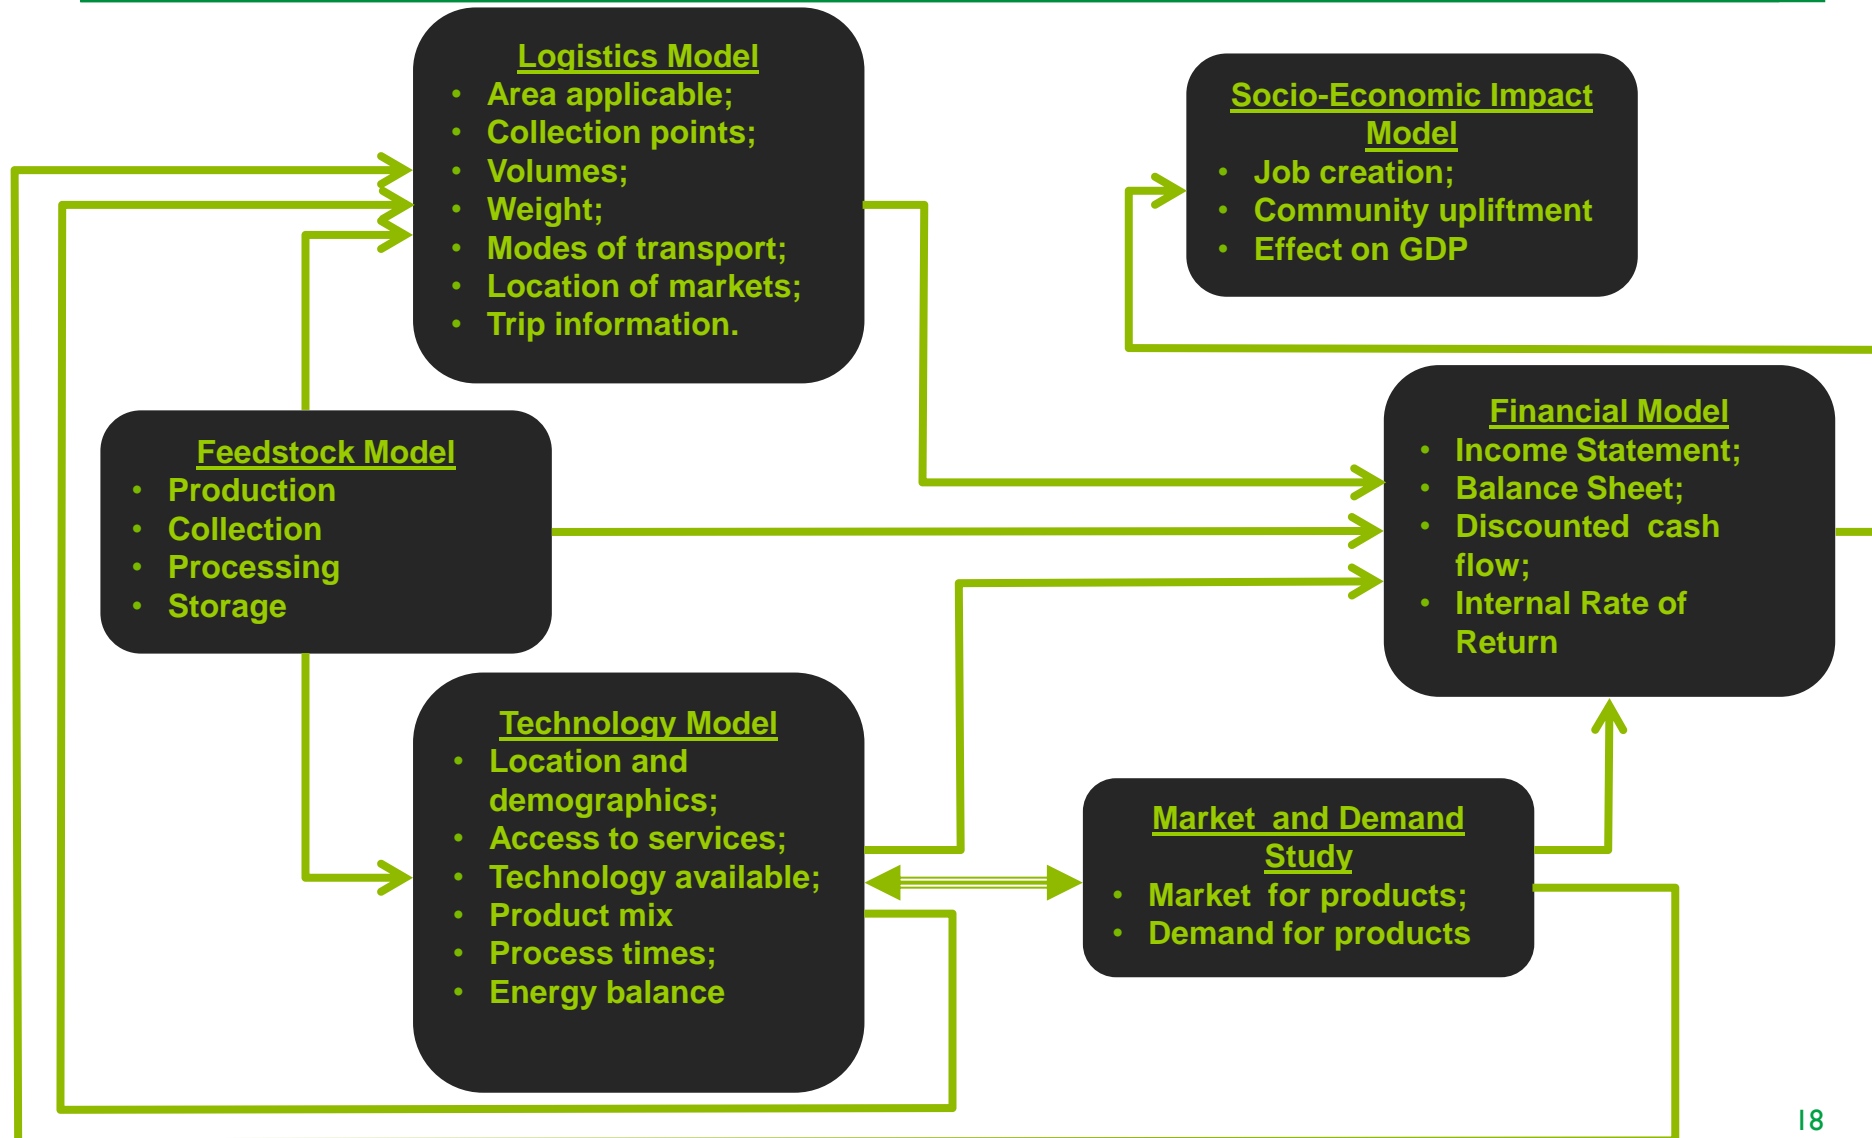 Logistics Model
• Area applicable;
• Collection points;
• Volumes;
• Weight;
• Modes of transport;
• Location of markets;
• Trip information.
Socio-Economic Impact
Model
• Job creation;
• Community upliftment
• Effect on GDP
Feedstock Model
• Production
• Collection
• Processing
• Storage
Financial Model
• Income Statement;
• Balance Sheet;
• Discounted  cash
flow;
• Internal Rate of
Return
Technology Model
• Location and
demographics;
• Access to services;
• Technology available;
• Product mix
• Process times;
• Energy balance
Market  and Demand
Study
• Market  for products;
• Demand for products
18